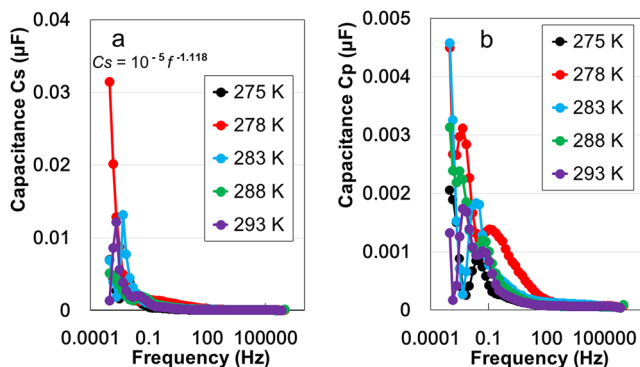 0.04
0.03
0.02
0.01
0
Capacitance Cs (µF)
a
Cs = 10⁻⁵ f⁻¹·¹¹⁸
275 K
278 K
283 K
288 K
293 K
0.0001 0.1 100 100000
Frequency (Hz)
0.005
0.004
0.003
0.002
0.001
0
Capacitance Cp (µF)
b
275 K
278 K
283 K
288 K
293 K
0.0001 0.1 100 100000
Frequency (Hz)